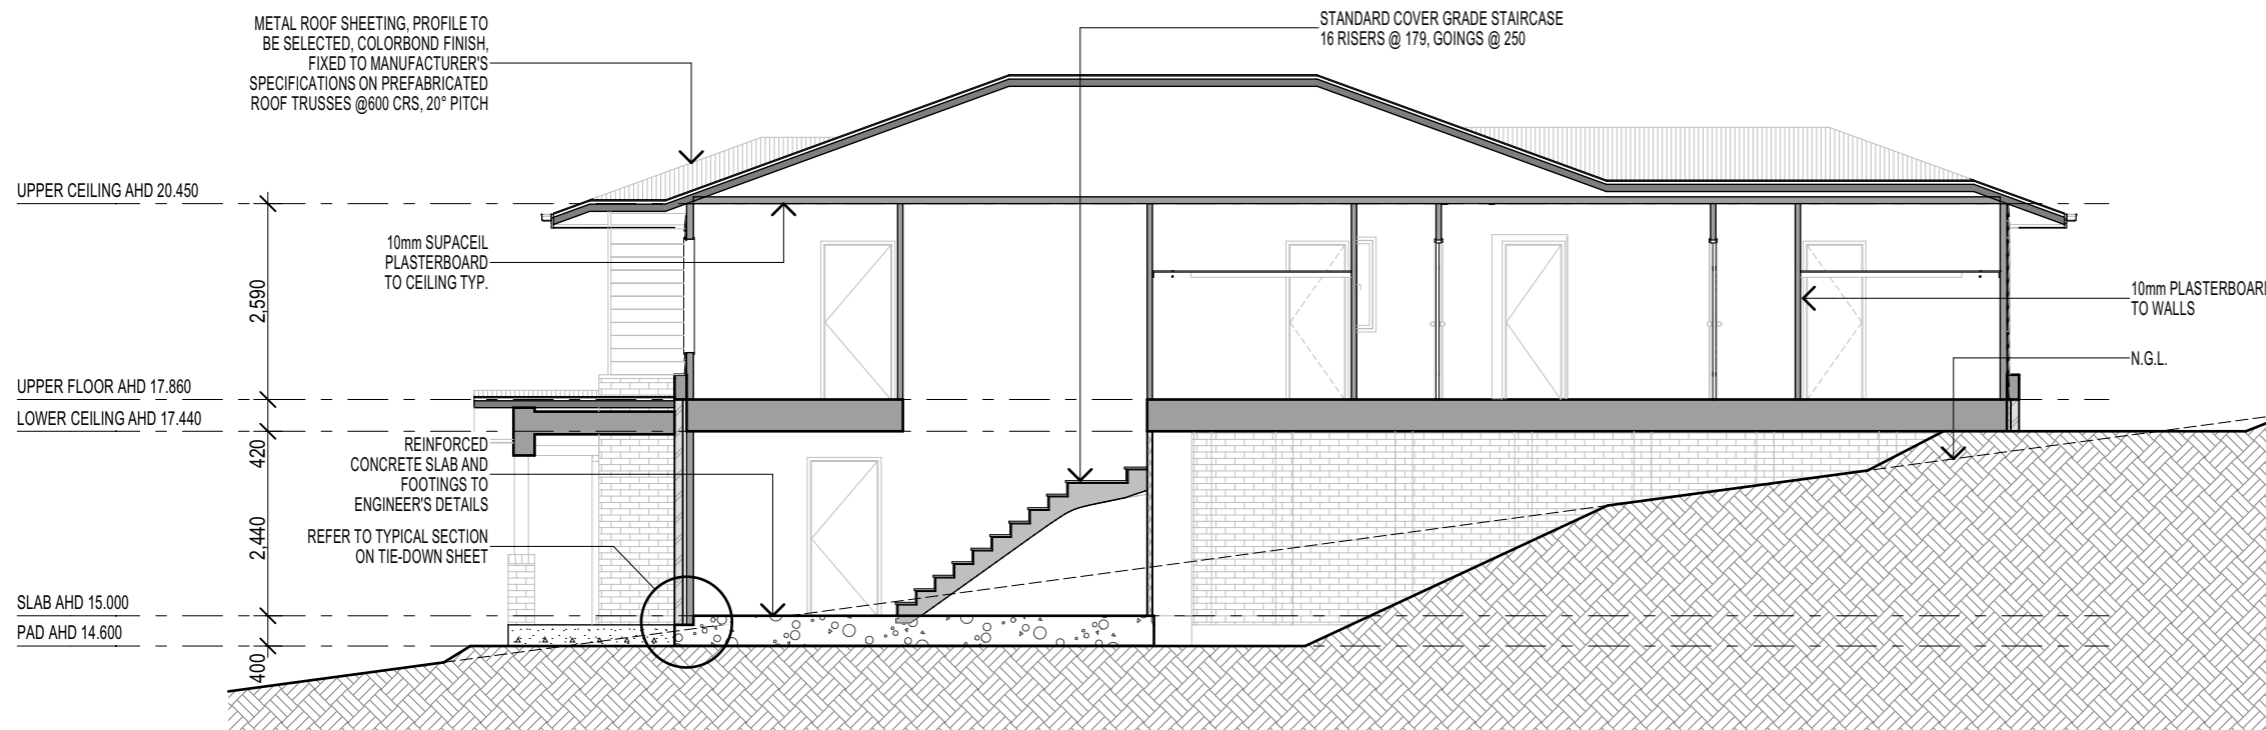 METAL ROOF SHEETING, PROFILE TO
BE SELECTED, COLORBOND FINISH,
FIXED TO MANUFACTURER'S
SPECIFICATIONS ON PREFABRICATED
ROOF TRUSSES @600 CRS, 20° PITCH
STANDARD COVER GRADE STAIRCASE
16 RISERS @ 179, GOINGS @ 250
UPPER CEILING AHD 20.450
10mm SUPACEIL
PLASTERBOARD
TO CEILING TYP.
2,590
10mm PLASTERBOARD
TO WALLS
N.G.L.
UPPER FLOOR AHD 17.860
LOWER CEILING AHD 17.440
420
REINFORCED
CONCRETE SLAB AND
FOOTINGS TO
ENGINEER'S DETAILS
2,440
REFER TO TYPICAL SECTION
ON TIE-DOWN SHEET
SLAB AHD 15.000
PAD AHD 14.600
400